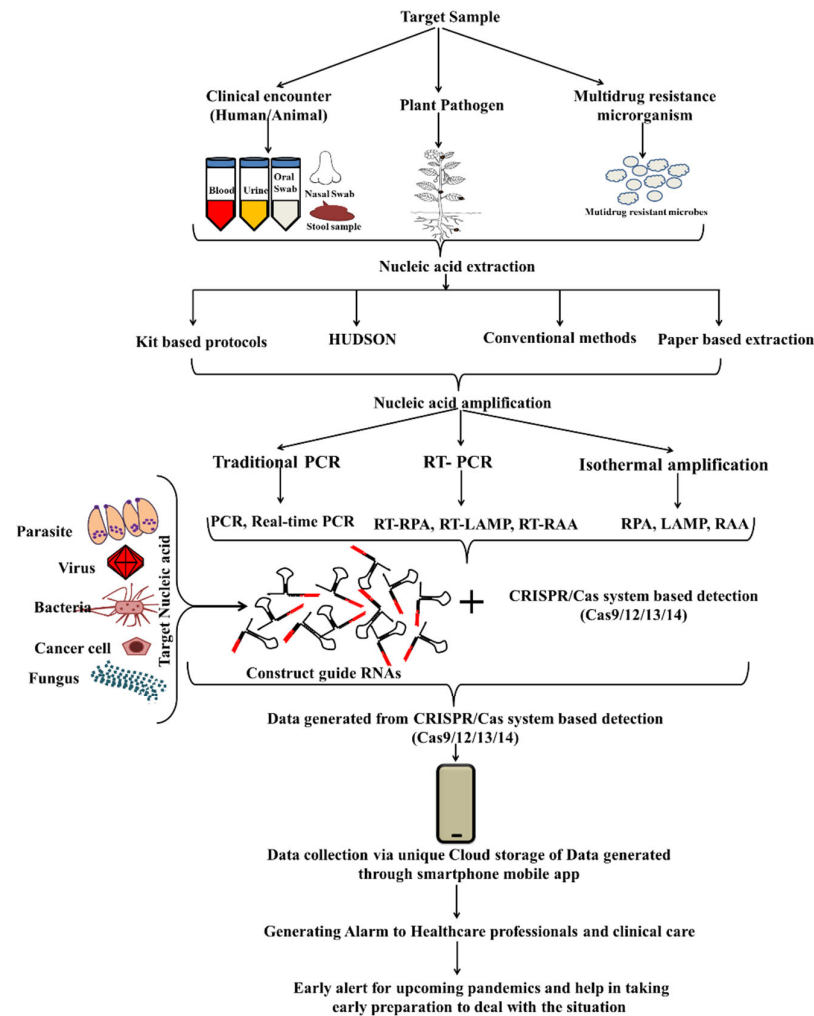 Target Sample
Clinical encounter
(Human/Animal)
Plant Pathogen
Multidrug resistance
microorganism
Blood
Urine
Oral
Swab
Nasal Swab
Stool sample
Mutidrug resistant microbes
Nucleic acid extraction
Kit based protocols
HUDSON
Conventional methods
Paper based extraction
Nucleic acid amplification
Traditional PCR
RT- PCR
Isothermal amplification
PCR, Real-time PCR
RT-RPA, RT-LAMP, RT-RAA
RPA, LAMP, RAA
Parasite
Virus
Bacteria
Cancer cell
Fungus
Target Nucleic acid
Construct guide RNAs
+
CRISPR/Cas system based detection
(Cas9/12/13/14)
Data generated from CRISPR/Cas system based detection
(Cas9/12/13/14)
Data collection via unique Cloud storage of Data generated
through smartphone mobile app
Generating Alarm to Healthcare professionals and clinical care
Early alert for upcoming pandemics and help in taking
early preparation to deal with the situation